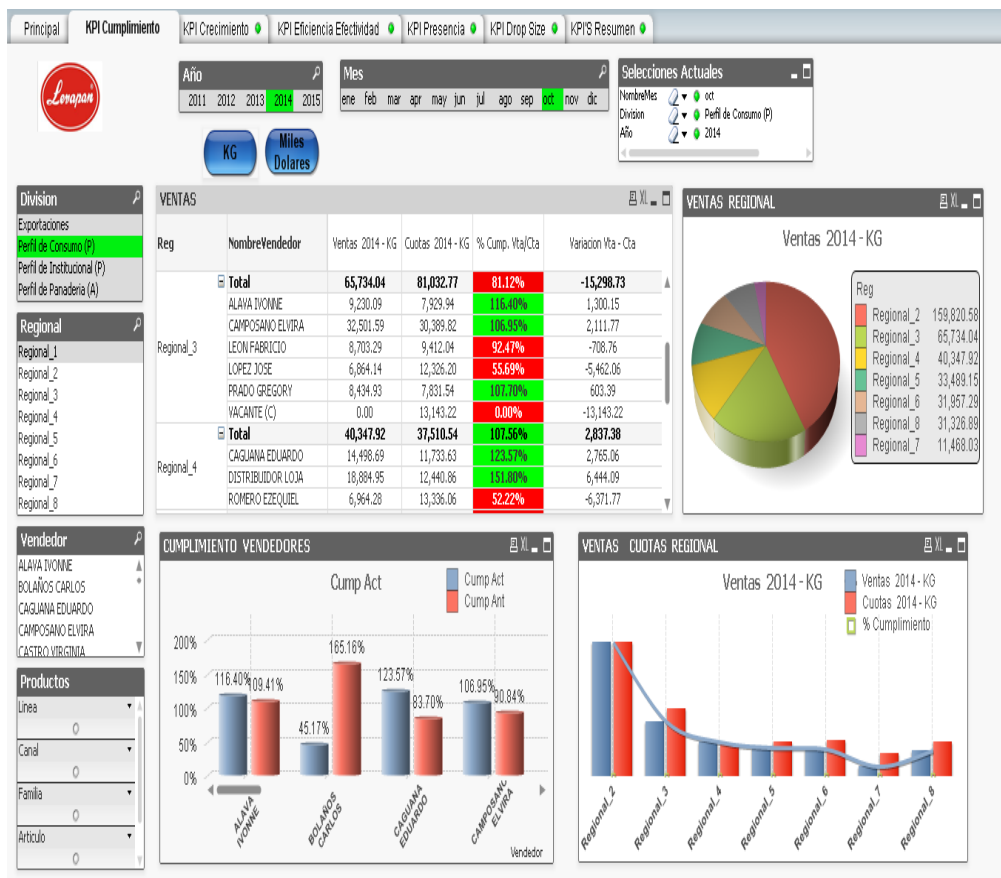 Principal KPI Cumplimiento KPI Crecimiento KPI Eficiencia Efectividad KPI Presencia KPI Drop Size KPI'S Resumen
Levapan
Año
2011 2012 2013 2014 2015
Mes
ene feb mar apr may jun jul ago sep oct nov dic
Selecciones Actuales
NombreMes oct
Division Perfil de Consumo (P)
Año 2014
KG
Miles
Dolares
Division
Exportaciones
Perfil de Consumo (P)
Perfil de Institucional (P)
Perfil de Panaderia (A)
Regional
Regional_1
Regional_2
Regional_3
Regional_4
Regional_5
Regional_6
Regional_7
Regional_8
VENTAS XL
Reg NombreVendedor Ventas 2014 - KG Cuotas 2014 - KG % Cump. Vta/Cta Variacion Vta - Cta
Regional_3
Total 65,734.04 81,032.77 81.12% -15,298.73
ALAVA IVONNE 9,230.09 7,929.94 116.40% 1,300.15
CAMPOSANO ELVIRA 32,501.59 30,389.82 106.95% 2,111.77
LEON FABRICIO 8,703.29 9,412.04 92.47% -708.76
LOPEZ JOSE 6,864.14 12,326.20 55.69% -5,462.06
PRADO GREGORY 8,434.93 7,831.54 107.70% 603.39
VACANTE (C) 0.00 13,143.22 0.00% -13,143.22
Regional_4
Total 40,347.92 37,510.54 107.56% 2,837.38
CAGUANA EDUARDO 14,498.69 11,733.63 123.57% 2,765.06
DISTRIBUIDOR LOJA 18,884.95 12,440.86 151.80% 6,444.09
ROMERO EZEQUIEL 6,964.28 13,336.06 52.22% -6,371.77
VENTAS REGIONAL XL
Ventas 2014 - KG
Reg
Regional_2 159,820.58
Regional_3 65,734.04
Regional_4 40,347.92
Regional_5 33,489.15
Regional_6 31,957.29
Regional_8 31,326.89
Regional_7 11,468.03
Vendedor
ALAVA IVONNE
BOLAÑOS CARLOS
CAGUANA EDUARDO
CAMPOSANO ELVIRA
CASTRO VIRGINIA
Productos
Linea
Canal
Familia
Articulo
CUMPLIMIENTO VENDEDORES XL
Cump Act
Cump Act
Cump Ant
200%
150%
100%
50%
0%
116.40% 109.41%
45.17% 165.16%
123.57% 83.70%
106.95% 90.84%
ALAVA
IVONNE
BOLAÑOS
CARLOS
CAGUANA
EDUARDO
CAMPOSANO
ELVIRA
Vendedor
VENTAS CUOTAS REGIONAL XL
Ventas 2014 - KG
Ventas 2014 - KG
Cuotas 2014 - KG
% Cumplimiento
Regional_2
Regional_3
Regional_4
Regional_5
Regional_6
Regional_7
Regional_8